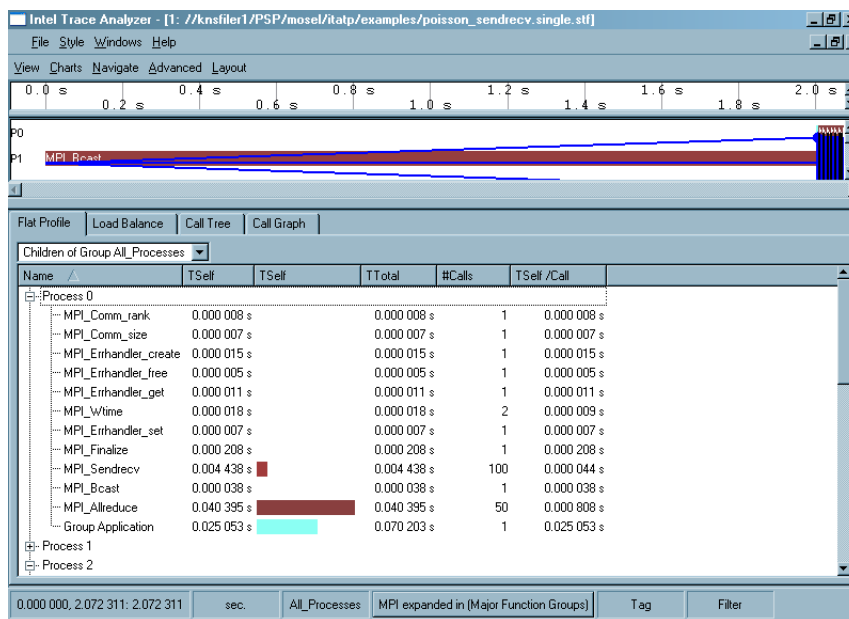 Intel Trace Analyzer - [1: //knsfiler1/PSP/mosel/itatp/examples/poisson_sendrecv.single.stf]
File Style Windows Help
View Charts Navigate Advanced Layout
0.0 s 0.4 s 0.8 s 1.2 s 1.6 s 2.0 s
0.2 s 0.6 s 1.0 s 1.4 s 1.8 s
P0
P1 MPI_Bcast
Flat Profile Load Balance Call Tree Call Graph
Children of Group All_Processes
Name TSelf TSelf TTotal #Calls TSelf /Call
Process 0
MPI_Comm_rank 0.000 008 s 0.000 008 s 1 0.000 008 s
MPI_Comm_size 0.000 007 s 0.000 007 s 1 0.000 007 s
MPI_Errhandler_create 0.000 015 s 0.000 015 s 1 0.000 015 s
MPI_Errhandler_free 0.000 005 s 0.000 005 s 1 0.000 005 s
MPI_Errhandler_get 0.000 011 s 0.000 011 s 1 0.000 011 s
MPI_Wtime 0.000 018 s 0.000 018 s 2 0.000 009 s
MPI_Errhandler_set 0.000 007 s 0.000 007 s 1 0.000 007 s
MPI_Finalize 0.000 208 s 0.000 208 s 1 0.000 208 s
MPI_Sendrecv 0.004 438 s 0.004 438 s 100 0.000 044 s
MPI_Bcast 0.000 038 s 0.000 038 s 1 0.000 038 s
MPI_Allreduce 0.040 395 s 0.040 395 s 50 0.000 808 s
Group Application 0.025 053 s 0.070 203 s 1 0.025 053 s
Process 1
Process 2
0.000 000, 2.072 311: 2.072 311 sec. All_Processes MPI expanded in (Major Function Groups) Tag Filter